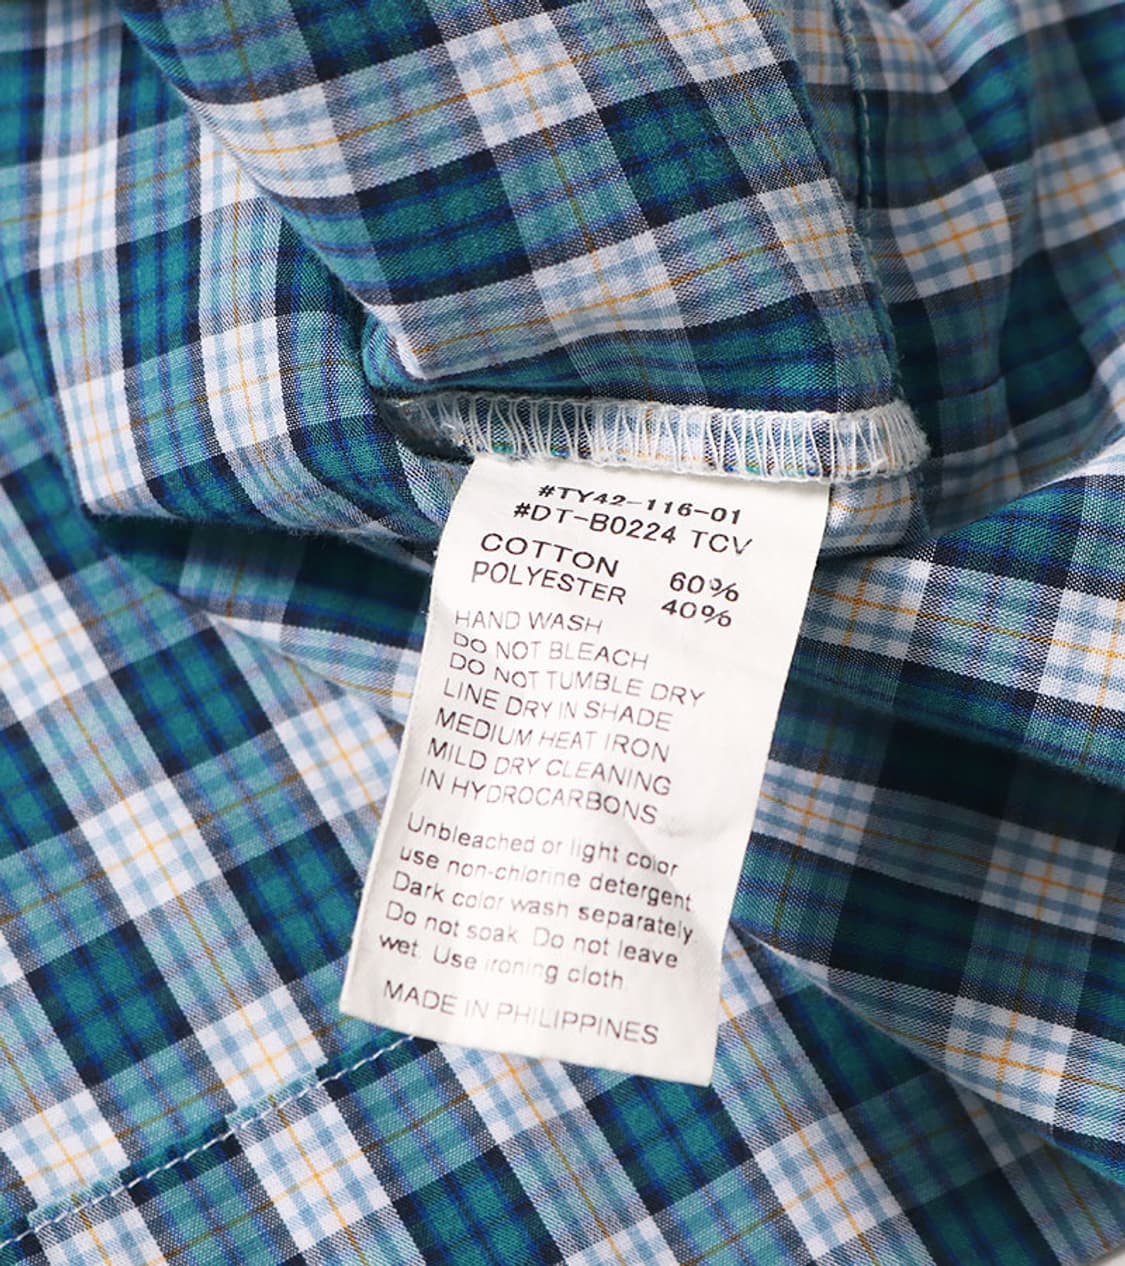 #TY42-116-01
#DT-B0224 TCV
COTTON 60%
POLYESTER 40%
HAND WASH
DO NOT BLEACH
DO NOT TUMBLE DRY
LINE DRY IN SHADE
MEDIUM HEAT IRON
MILD DRY CLEANING
IN HYDROCARBONS
Unbleached or light color
use non-chlorine detergent
Dark color wash separately
Do not soak. Do not leave
wet. Use ironing cloth.
MADE IN PHILIPPINES